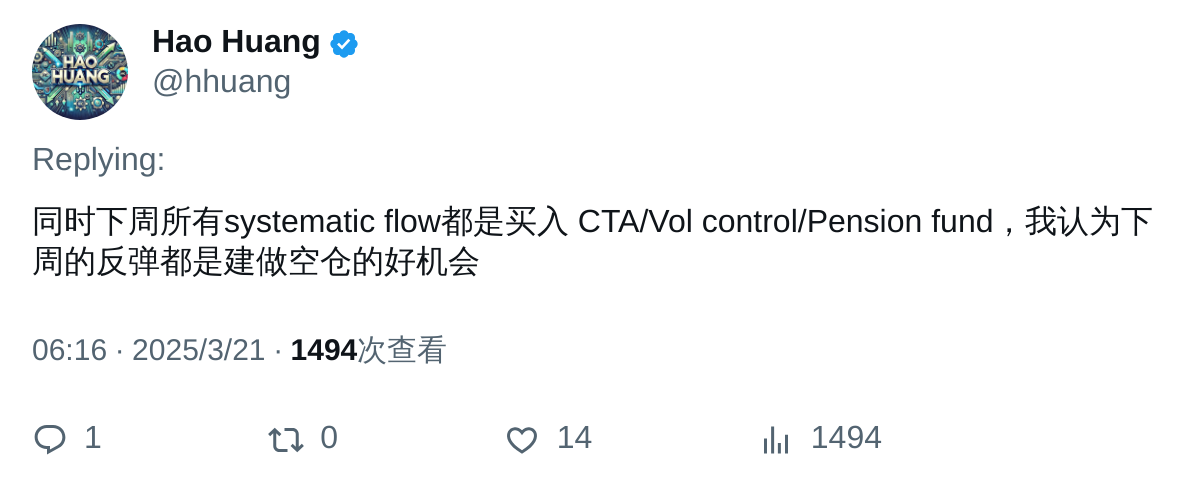 HAO
HUANG
Hao Huang
@hhuang
Replying:
同时下周所有systematic flow都是买入 CTA/Vol control/Pension fund，我认为下
周的反弹都是建做空仓的好机会
06:16 · 2025/3/21 · 1494次查看
1 0 14 1494